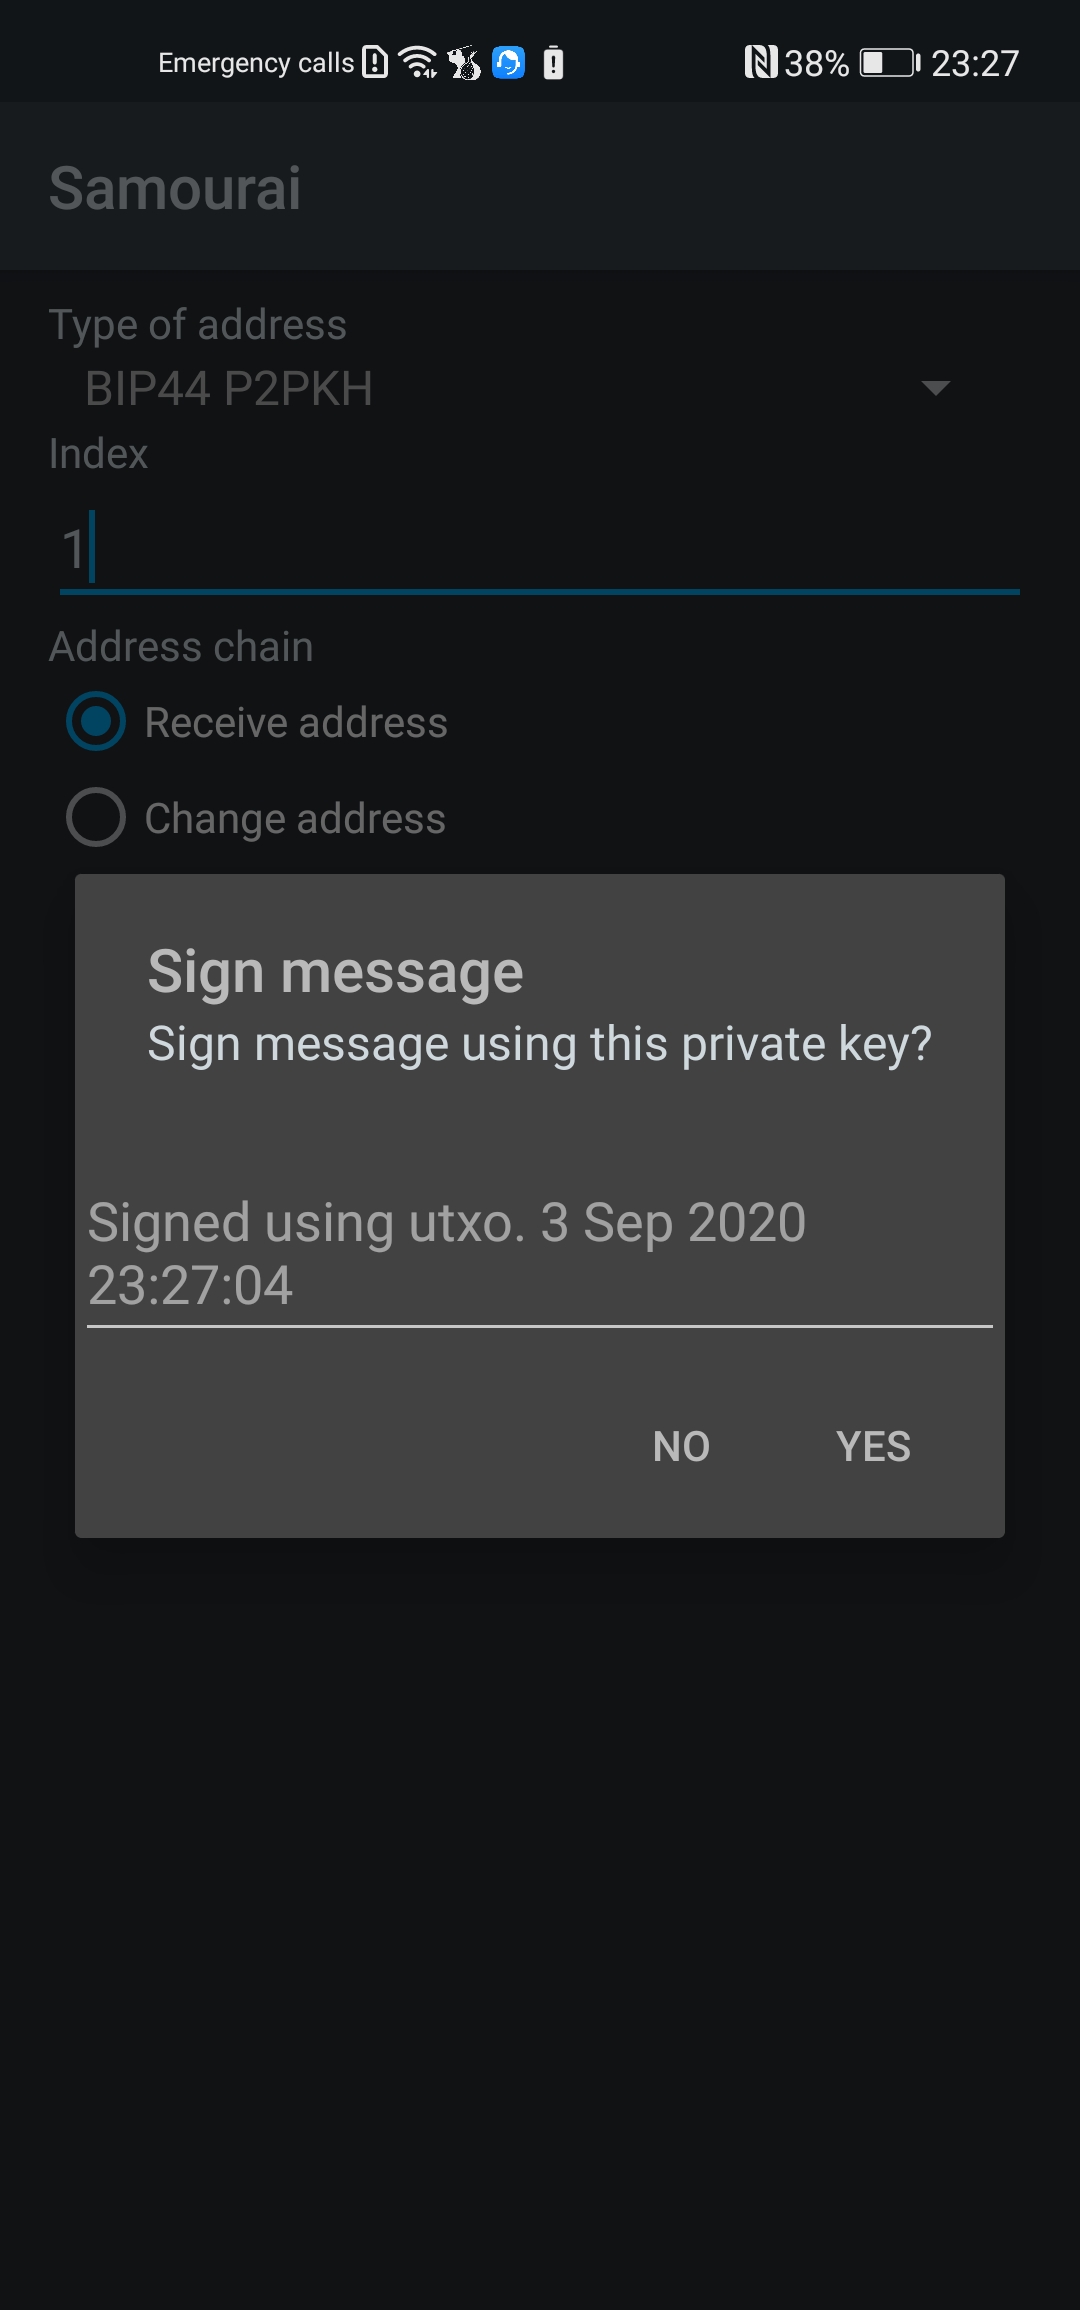 Emergency calls 38% 23:27
Samourai
Type of address
BIP44 P2PKH
Index
1
Address chain
Receive address
Change address
Sign message
Sign message using this private key?
Signed using utxo. 3 Sep 2020
23:27:04
NO YES